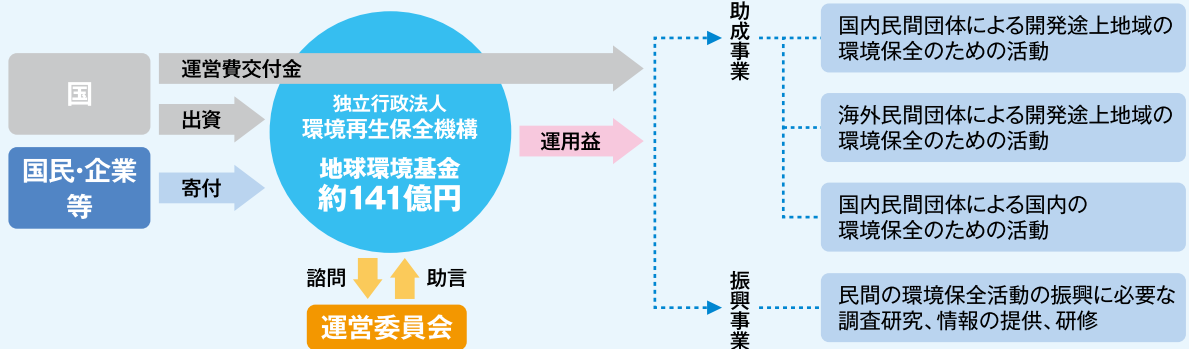 国
国民・企業
等
運営費交付金
出資
寄付
独立行政法人
環境再生保全機構
地球環境基金
約141億円
運用益
諮問
助言
運営委員会
助成事業
国内民間団体による開発途上地域の
環境保全のための活動
海外民間団体による開発途上地域の
環境保全のための活動
国内民間団体による国内の
環境保全のための活動
振興事業
民間の環境保全活動の振興に必要な
調査研究、情報の提供、研修